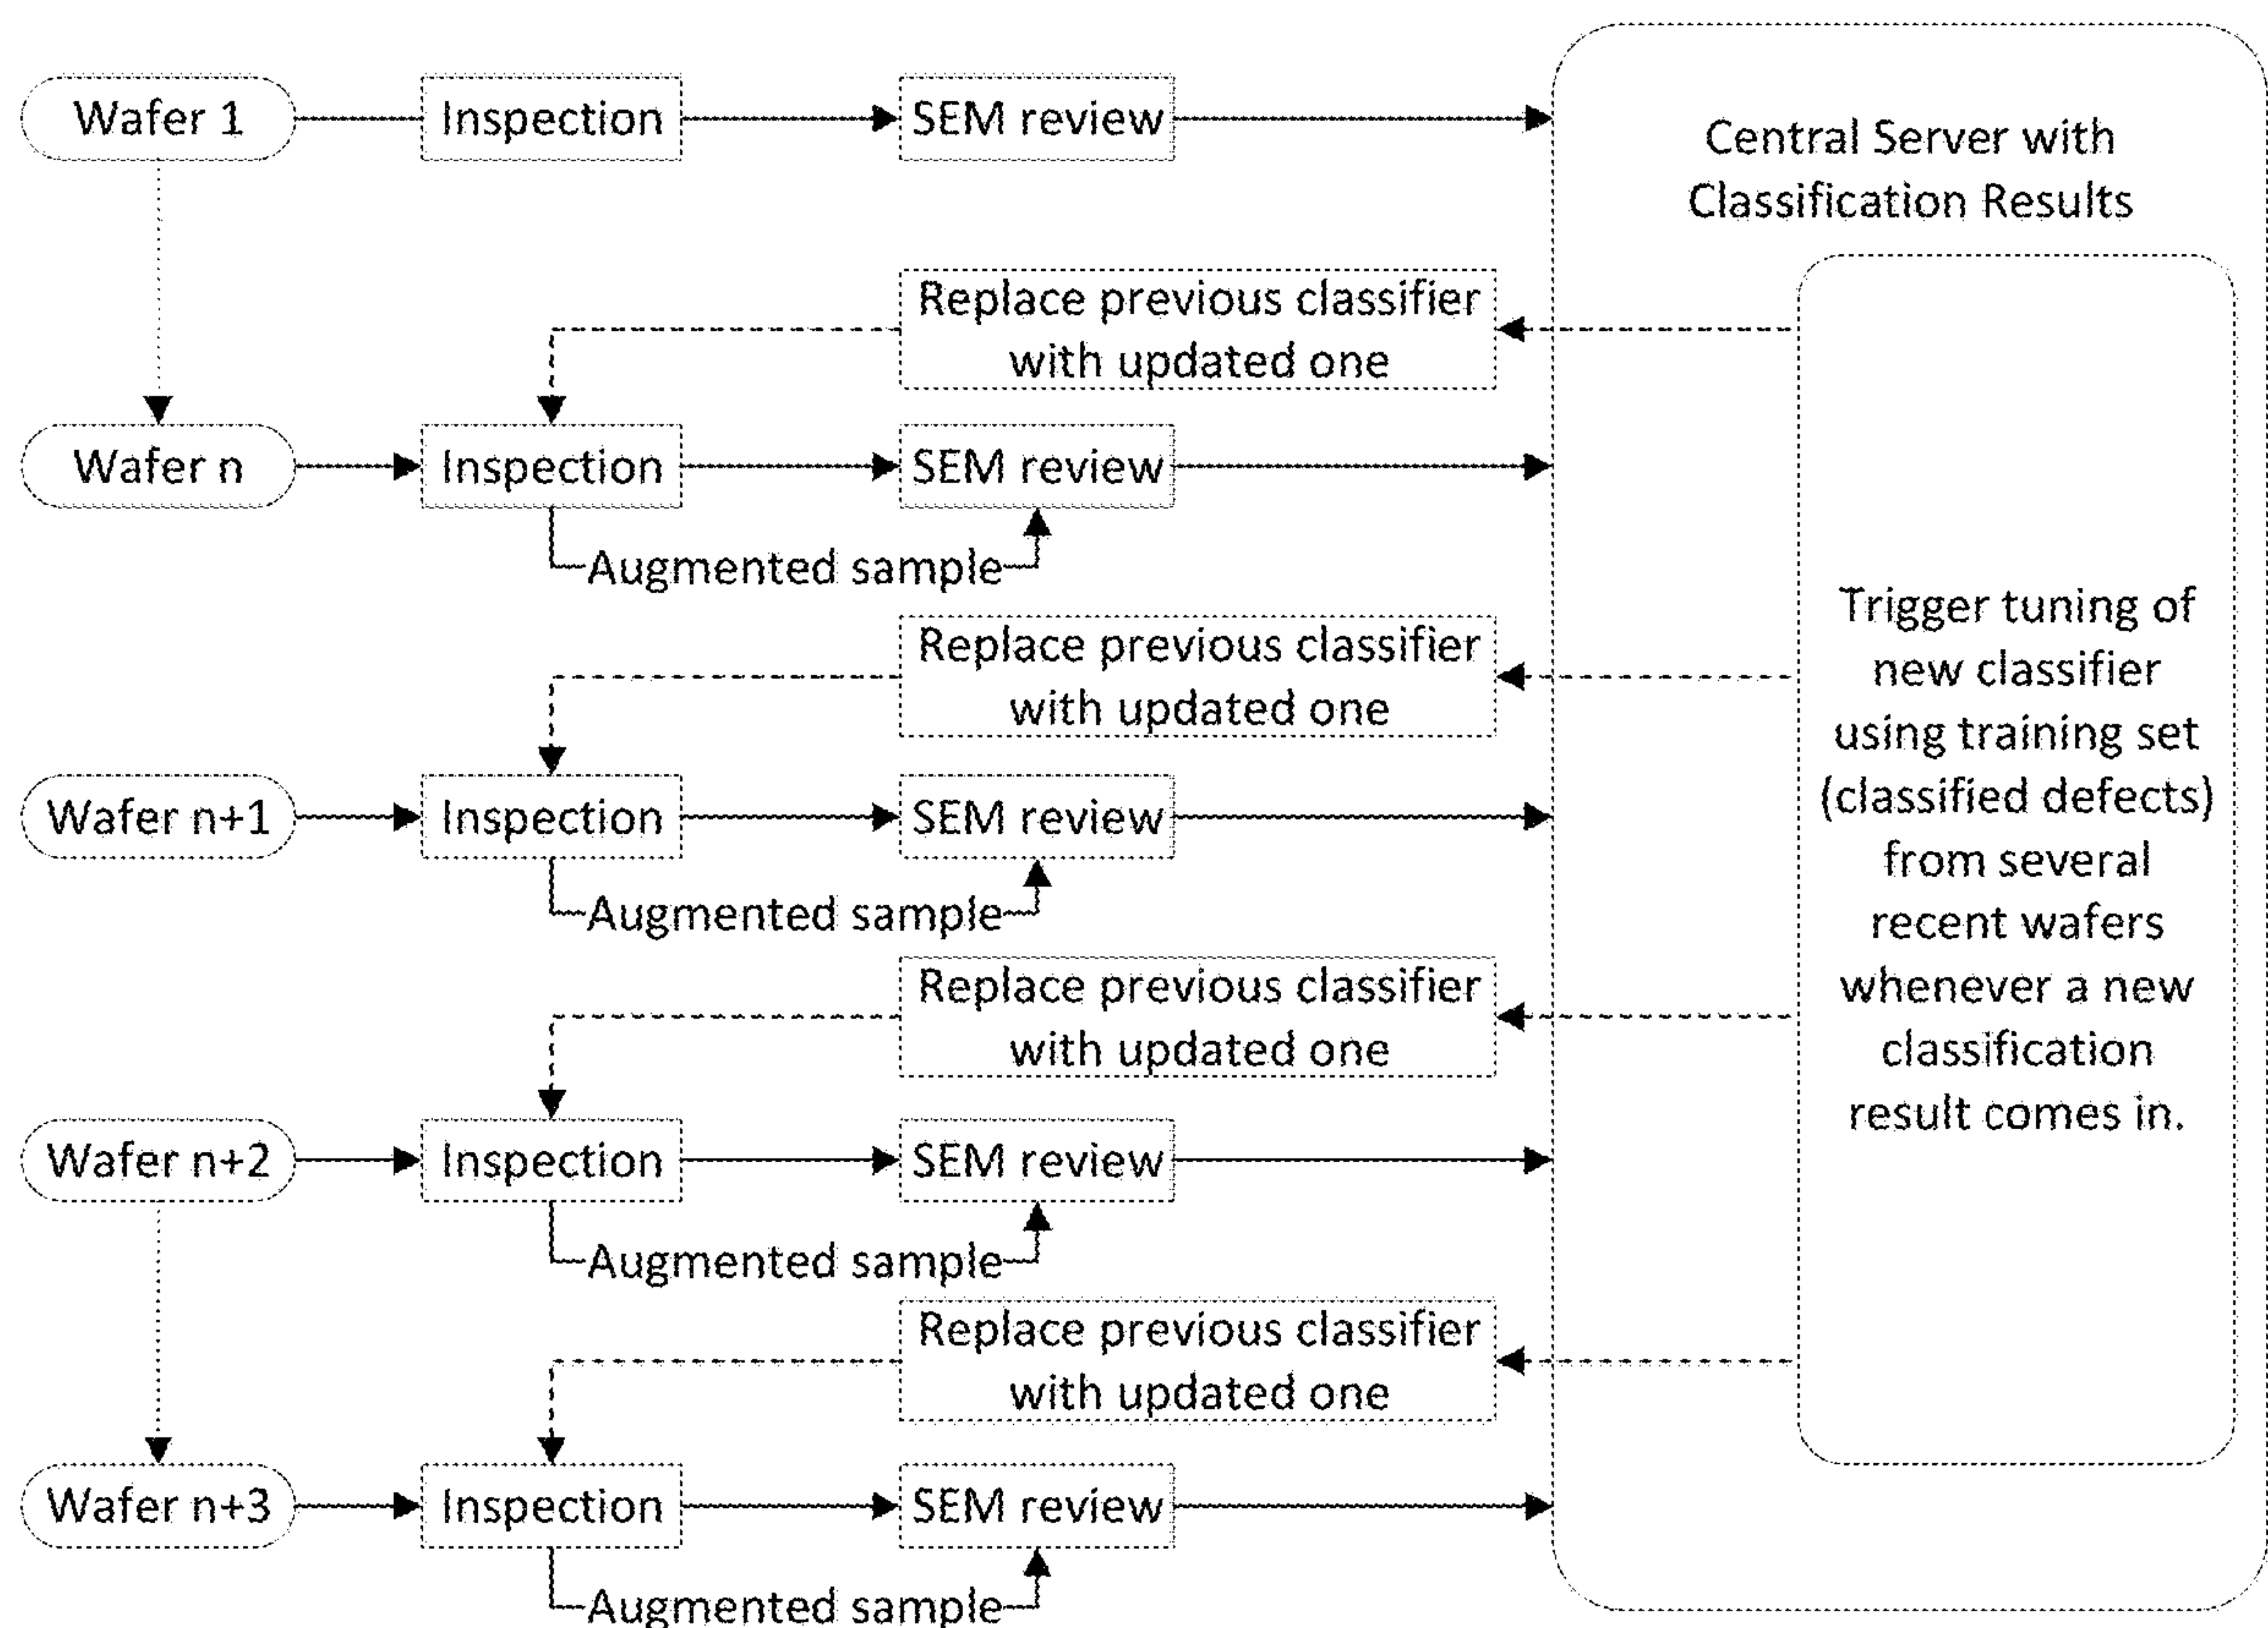 Wafer 1
Inspection
SEM review
Central Server with
Classification Results
Replace previous classifier
with updated one
Wafer n
Inspection
SEM review
Augmented sample
Replace previous classifier
with updated one
Wafer n+1
Inspection
SEM review
Augmented sample
Replace previous classifier
with updated one
Wafer n+2
Inspection
SEM review
Augmented sample
Replace previous classifier
with updated one
Wafer n+3
Inspection
SEM review
Augmented sample
Trigger tuning of
new classifier
using training set
(classified defects)
from several
recent wafers
whenever a new
classification
result comes in.